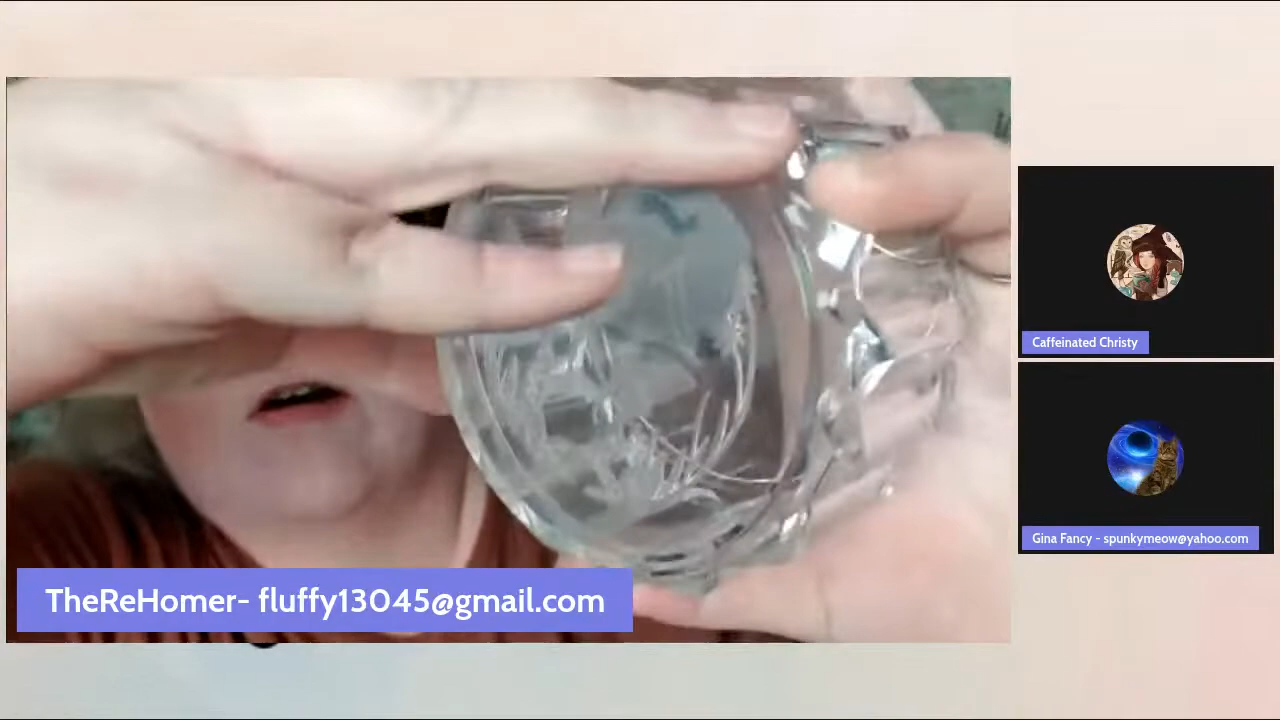 TheReHomer- fluffy13045@gmail.com
Caffeinated Christy
Gina Fancy - spunkymeow@yahoo.com